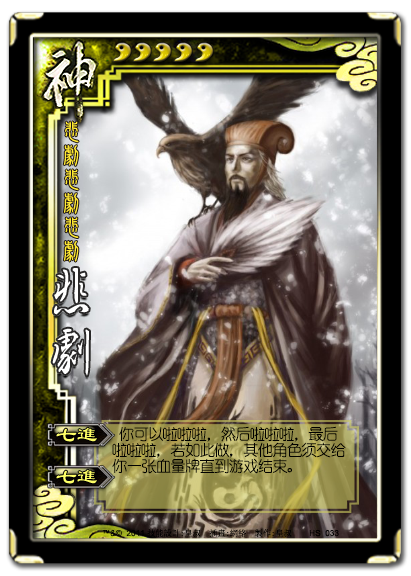 神
悲劇悲劇悲劇
悲劇
七進
你可以啦啦啦，然后啦啦啦，最后
啦啦啦，若如此做，其他角色须交给
你一张血量牌直到游戏结束。
七進